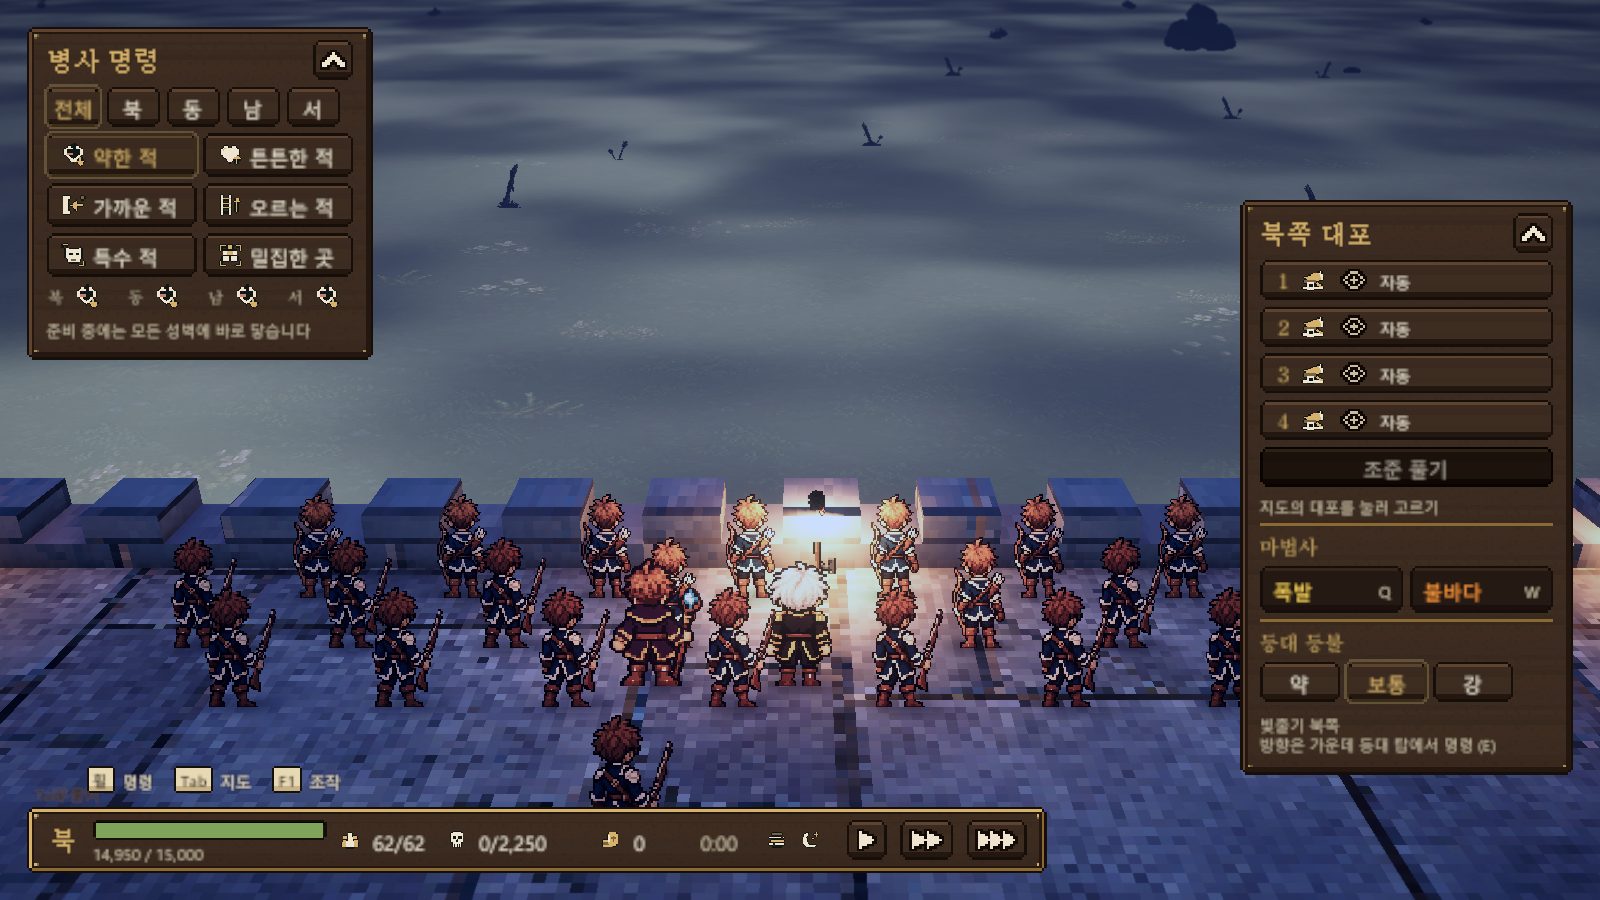 병사 명령
전체 북 동 남 서
약한 적 튼튼한 적
가까운 적 오르는 적
특수 적 밀집한 곳
북 동 남 서
준비 중에는 모든 성벽에 바로 닿습니다
북쪽 대포
1 자동
2 자동
3 자동
4 자동
조준 풀기
지도의 대포를 눌러 고르기
마법사
폭발 Q 불바다 W
등대 등불
약 보통 강
빛줄기 북쪽
방향은 가운데 등대 탑에서 명령 (E)
휠 명령 Tab 지도 F1 조작
북 14,950 / 15,000 62/62 0/2,250 0 0:00